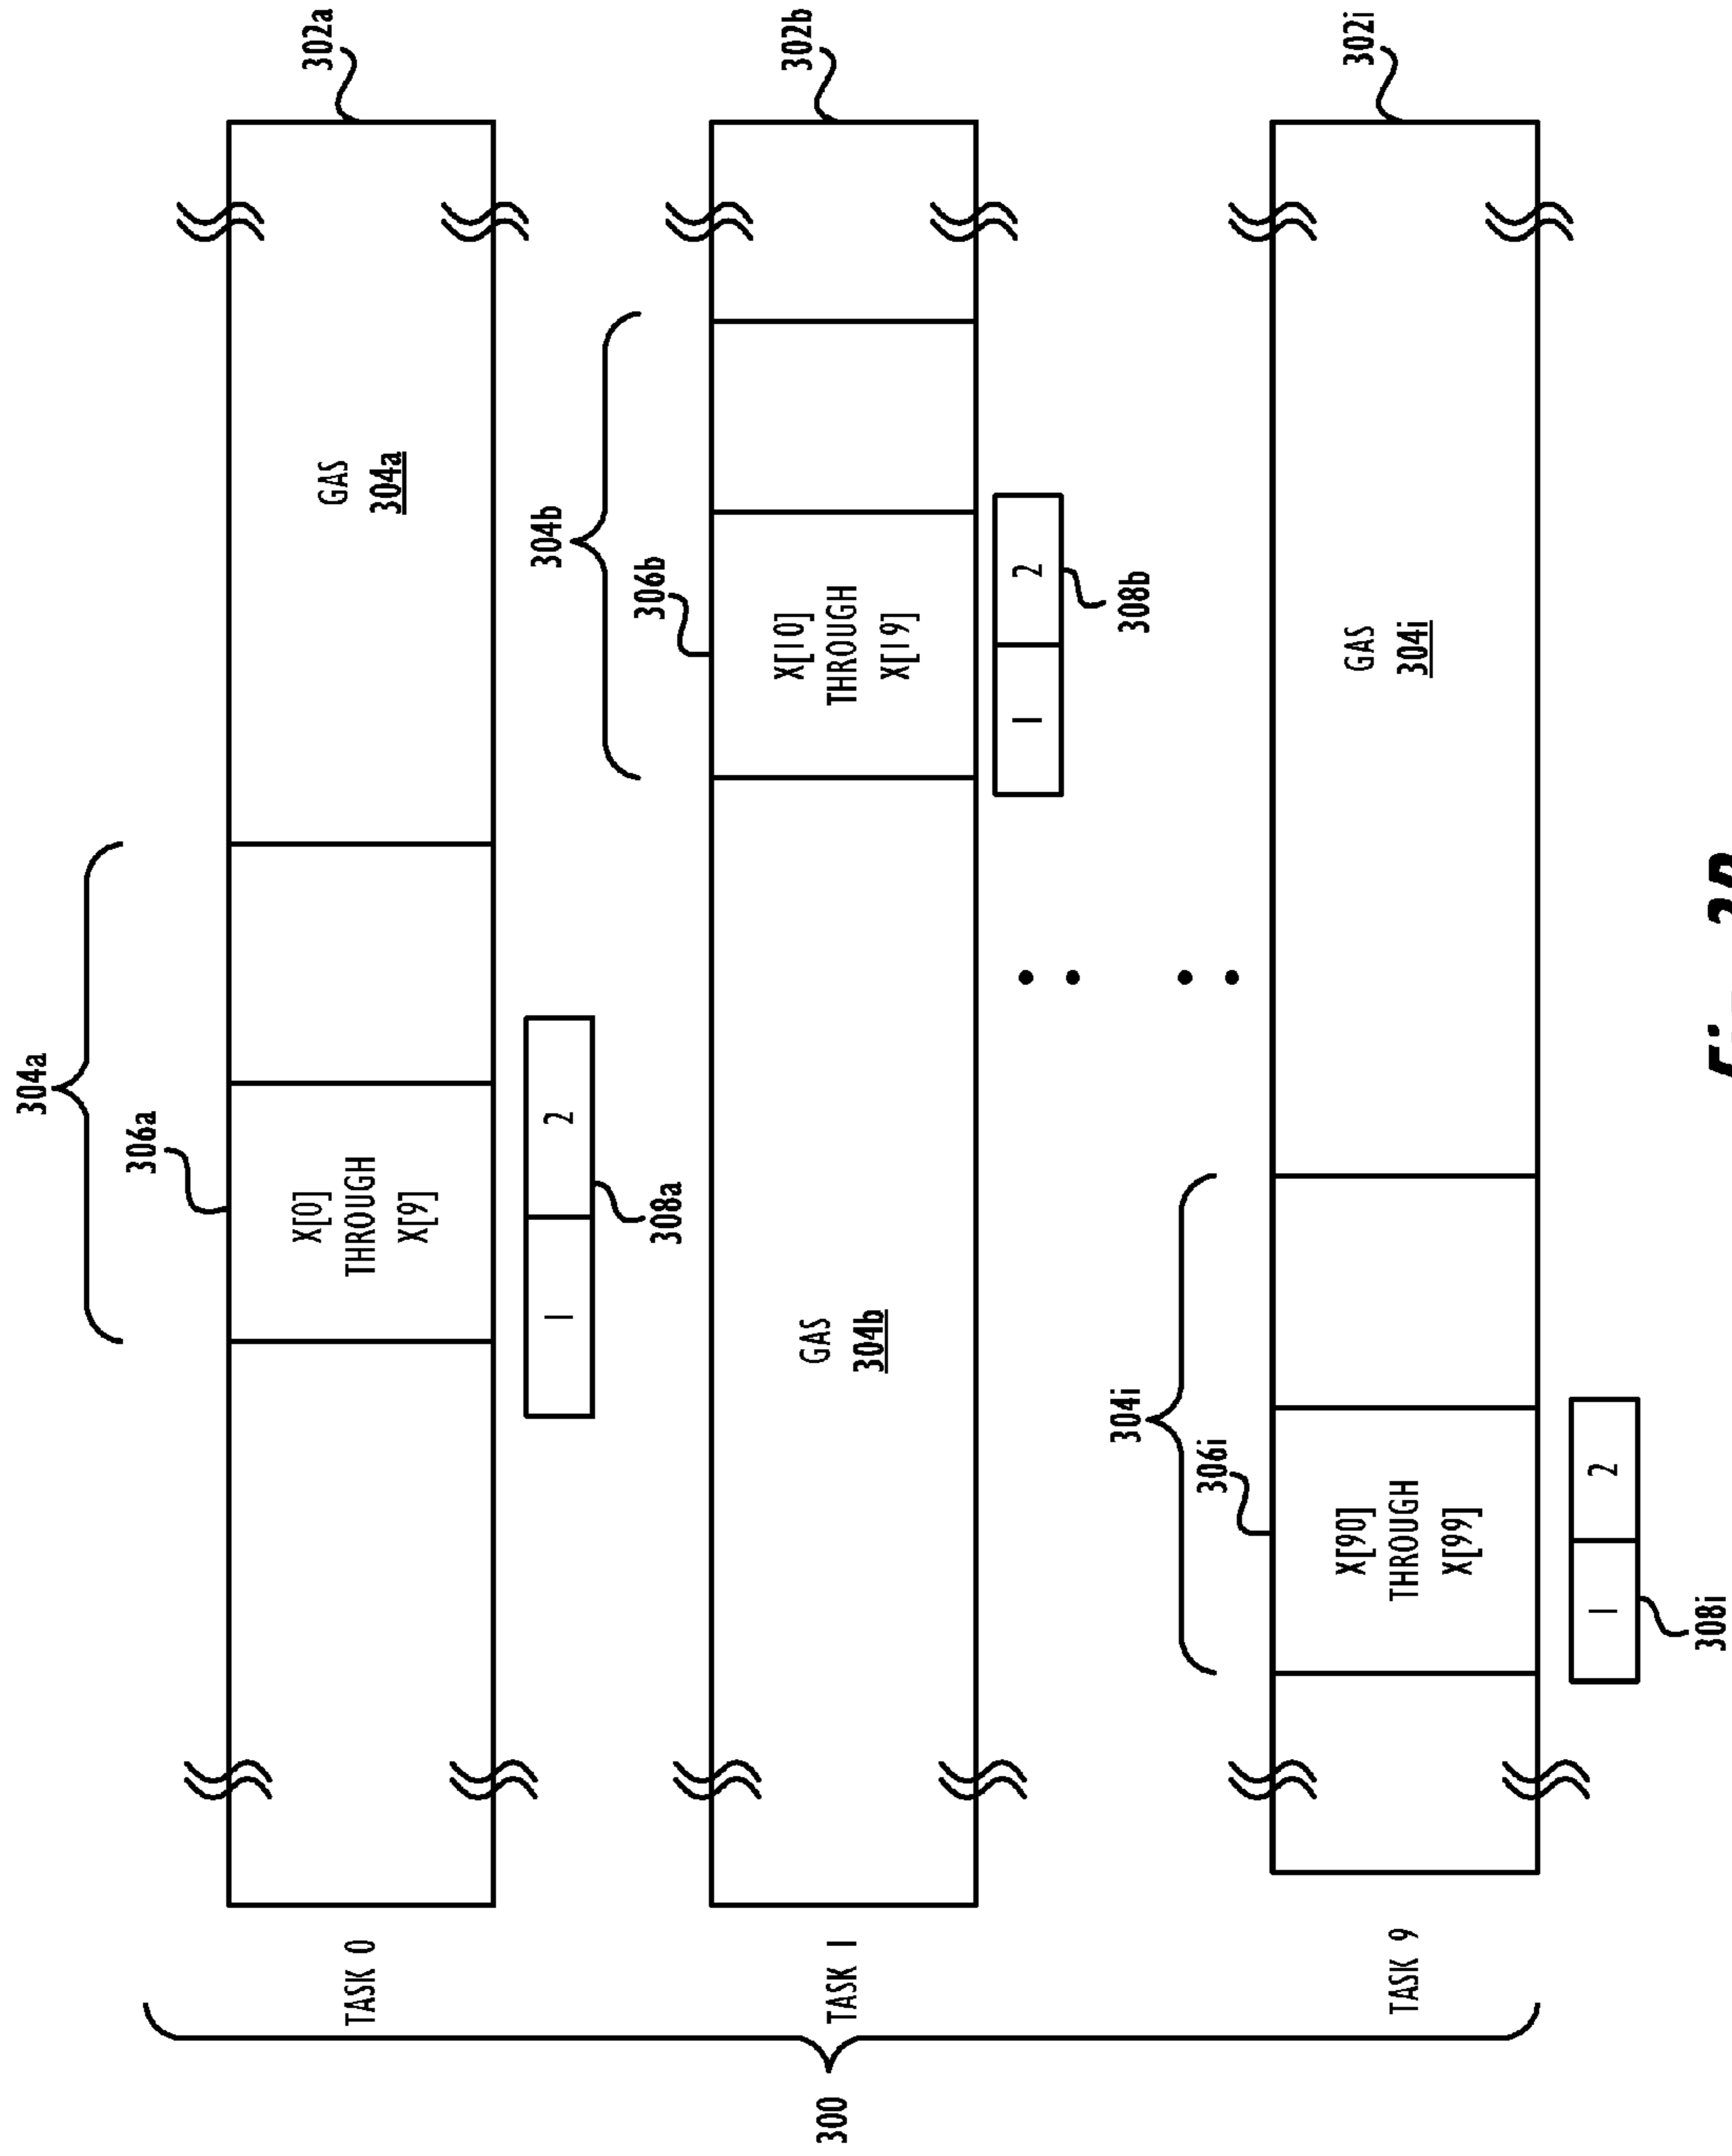 304a
306a
302a
TASK 0
X[0]
THROUGH
X[9]
GAS
304a
1 2
308a
304b
306b
302b
300
TASK 1
GAS
304b
X[10]
THROUGH
X[19]
1 2
308b
304i
306i
302i
TASK 9
X[90]
THROUGH
X[99]
GAS
304i
1 2
308i